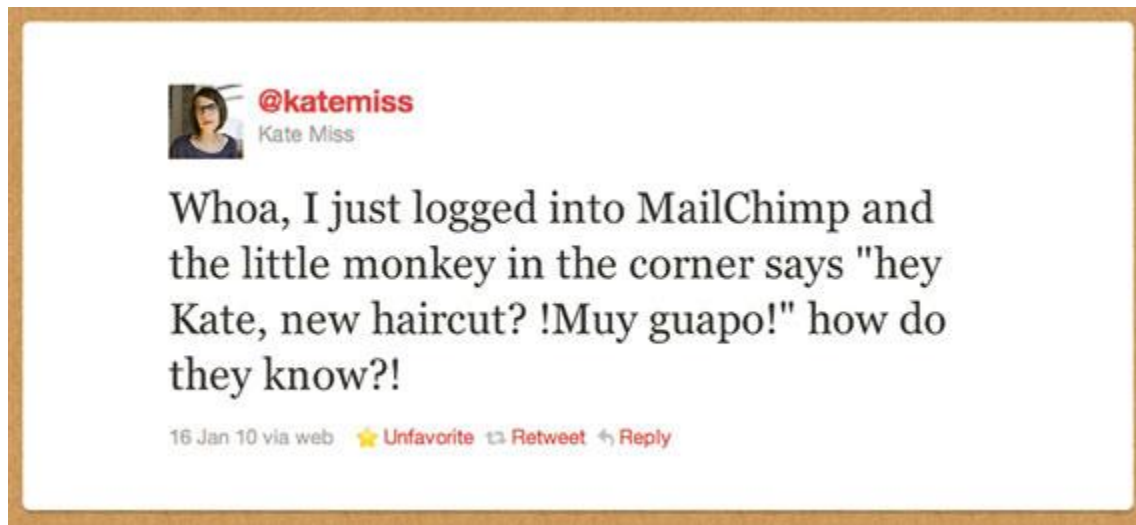 @katemiss
Kate Miss
Whoa, I just logged into MailChimp and
the little monkey in the corner says "hey
Kate, new haircut? !Muy guapo!" how do
they know?!
16 Jan 10 via web Unfavorite Retweet Reply